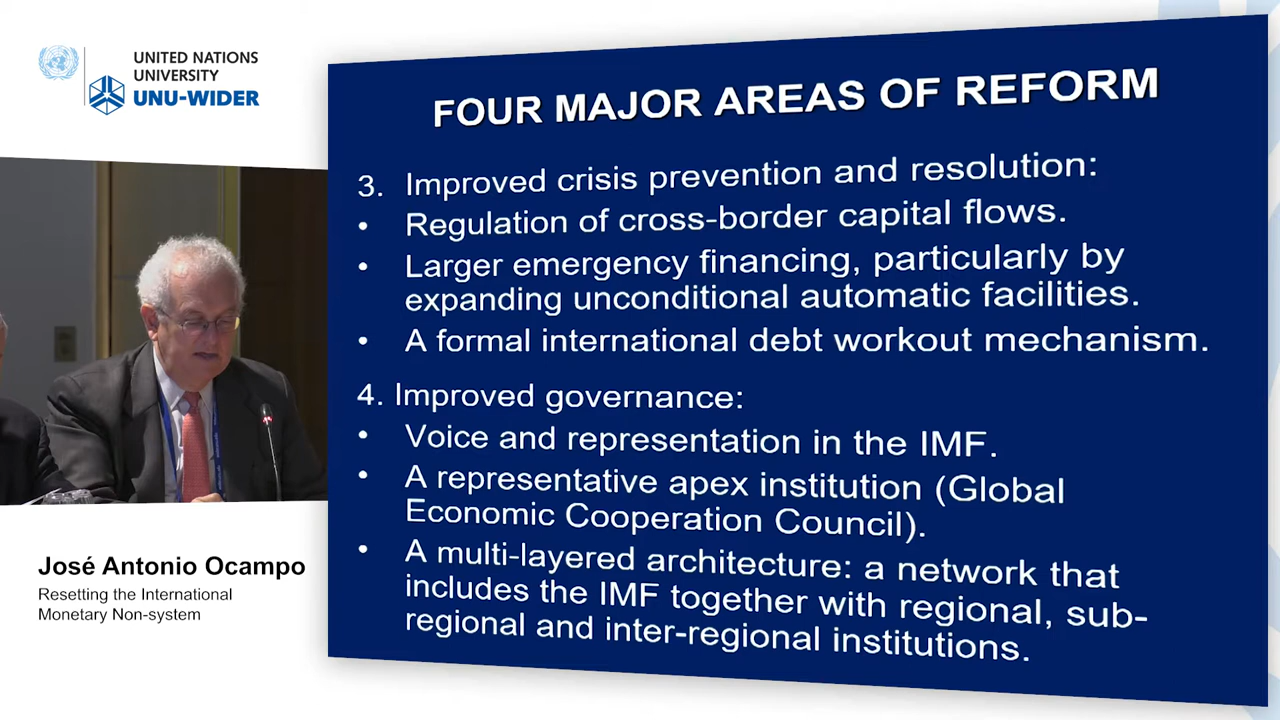 UNITED NATIONS
UNIVERSITY
UNU-WIDER
FOUR MAJOR AREAS OF REFORM
3. Improved crisis prevention and resolution:
• Regulation of cross-border capital flows.
• Larger emergency financing, particularly by
expanding unconditional automatic facilities.
• A formal international debt workout mechanism.
4. Improved governance:
• Voice and representation in the IMF.
• A representative apex institution (Global
Economic Cooperation Council).
• A multi-layered architecture: a network that
includes the IMF together with regional, sub-
regional and inter-regional institutions.
José Antonio Ocampo
Resetting the International
Monetary Non-system